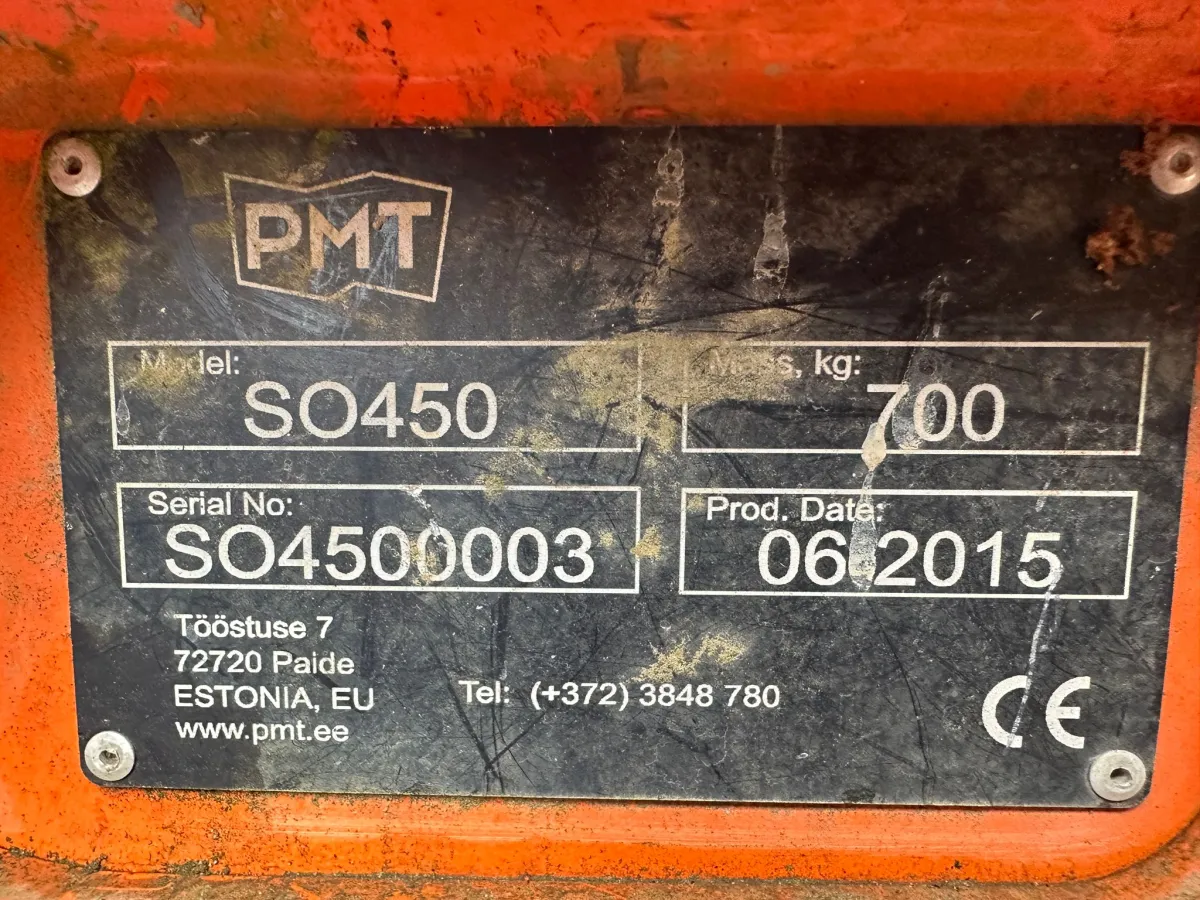 PMT
Model:
SO450
Mass, kg:
700
Serial No:
SO4500003
Prod. Date:
06/2015
Tööstuse 7
72720 Paide
ESTONIA, EU
www.pmt.ee
Tel: (+372) 3848 780
CE